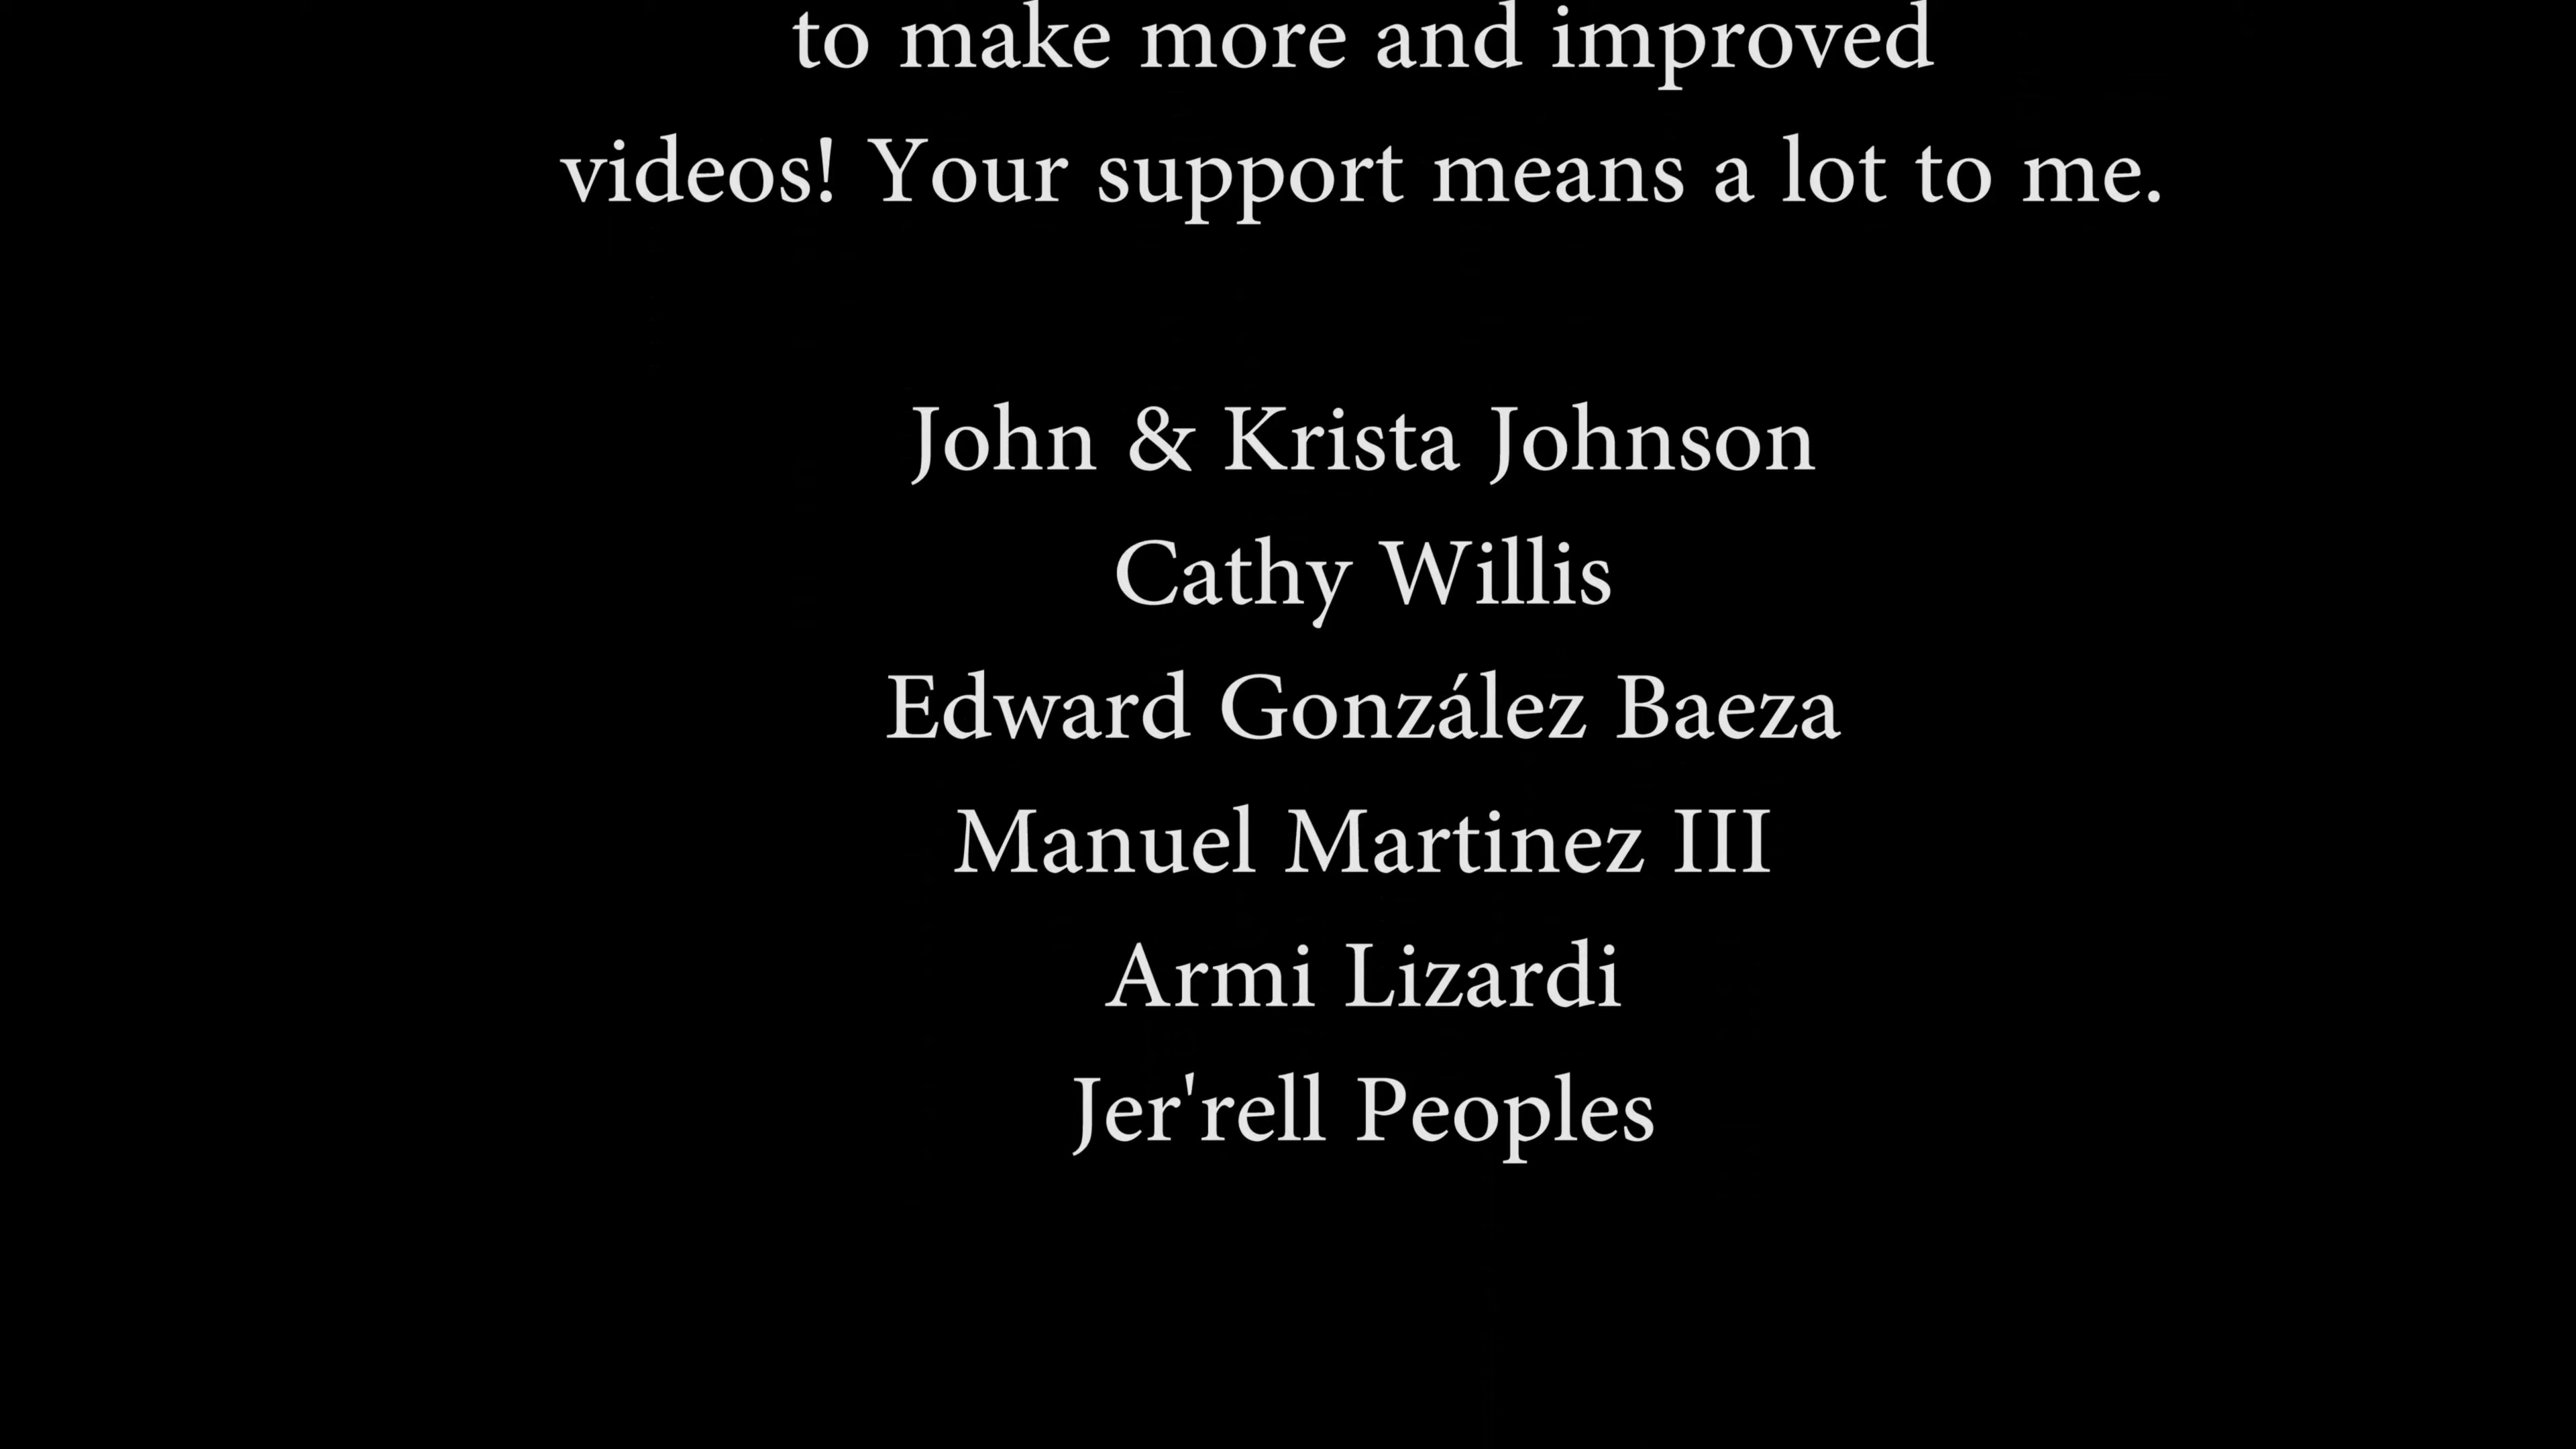 to make more and improved
videos! Your support means a lot to me.
John & Krista Johnson
Cathy Willis
Edward González Baeza
Manuel Martinez III
Armi Lizardi
Jer'rell Peoples